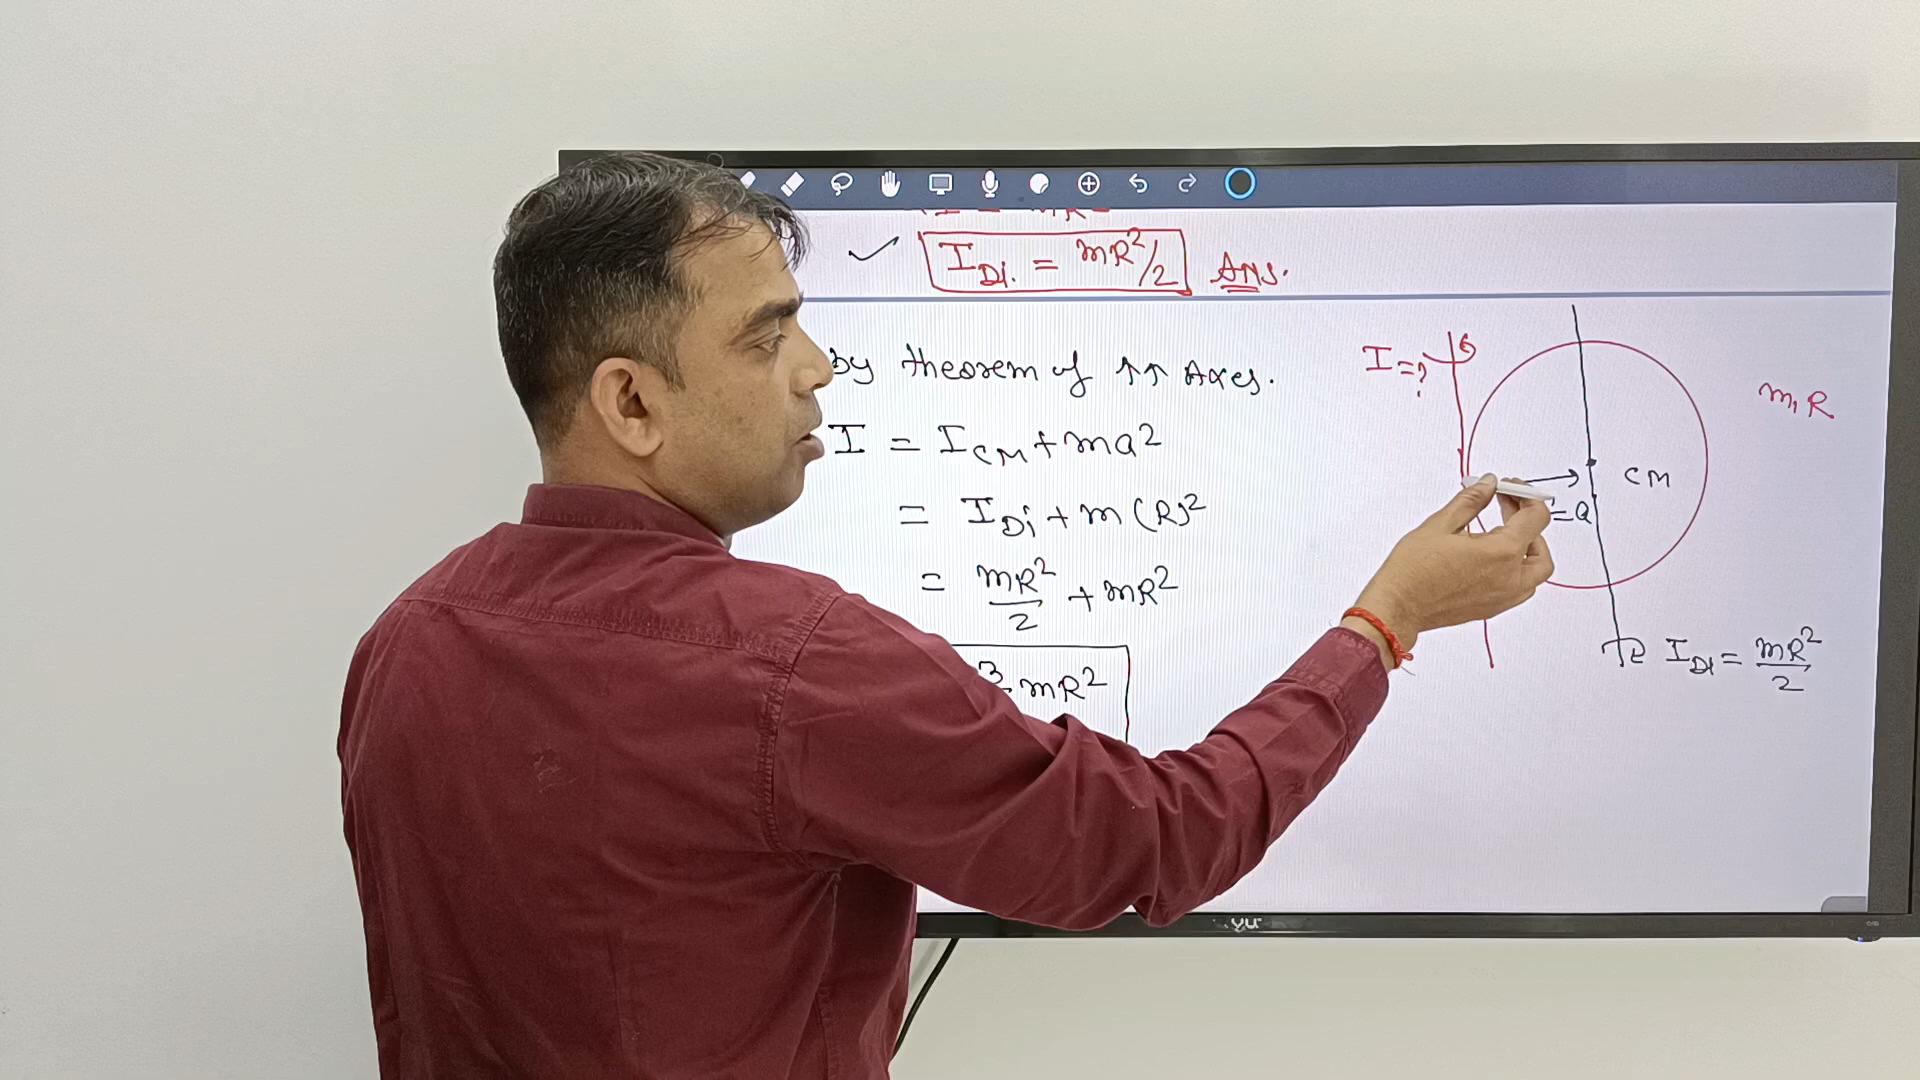 I_Di. = mR²/2 Ans.
by theorem of ↑↑ Axes.
I = I_CM + ma²
= I_Di + m(R)²
= mR²/2 + mR²
mR²
I = ?
m, R
CM
= a
I_Di = mR²/2
yu